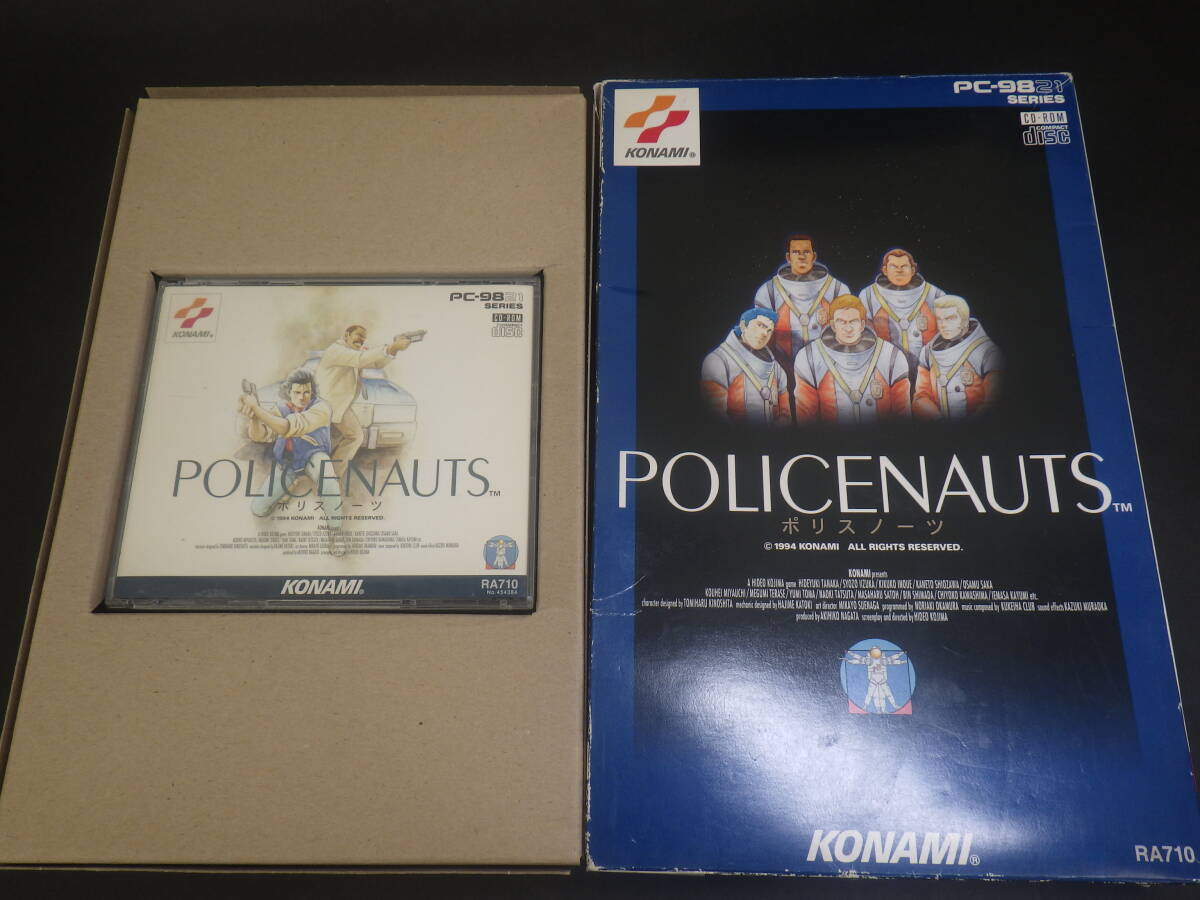 KONAMI®
PC-9821
SERIES
CD-ROM
COMPACT
disc
POLICENAUTS™
ポリスノーツ
© 1994 KONAMI ALL RIGHTS RESERVED.
KONAMI®
RA710
KONAMI®
PC-9821
SERIES
CD-ROM
COMPACT
disc
POLICENAUTS™
ポリスノーツ
© 1994 KONAMI ALL RIGHTS RESERVED.
KONAMI presents
A HIDEO KOJIMA game HIDEYUKI TANAKA/SYOZO IIZUKA/KIKUKO INOUE/KANETO SHIOZAWA/OSAMU SAKA
KOUHEI MIYAUCHI/MEGUMI TERASE/YUMI TOMA/NAOKI TATSUTA/MASAHARU SATOH/BIN SHIMADA/CHIYOKO KAWASHIMA/IEMASA KAYUMI etc.
character designed by TOMIHARU KINOSHITA mechanic designed by HAJIME KATOKI art director MIKAYO SUENAGA programmed by NORIAKI OKAMURA music composed by KUKEIHA CLUB sound effects KAZUKI MURAOKA
produced by AKIHIKO NAGATA screenplay and directed by HIDEO KOJIMA
KONAMI®
RA710